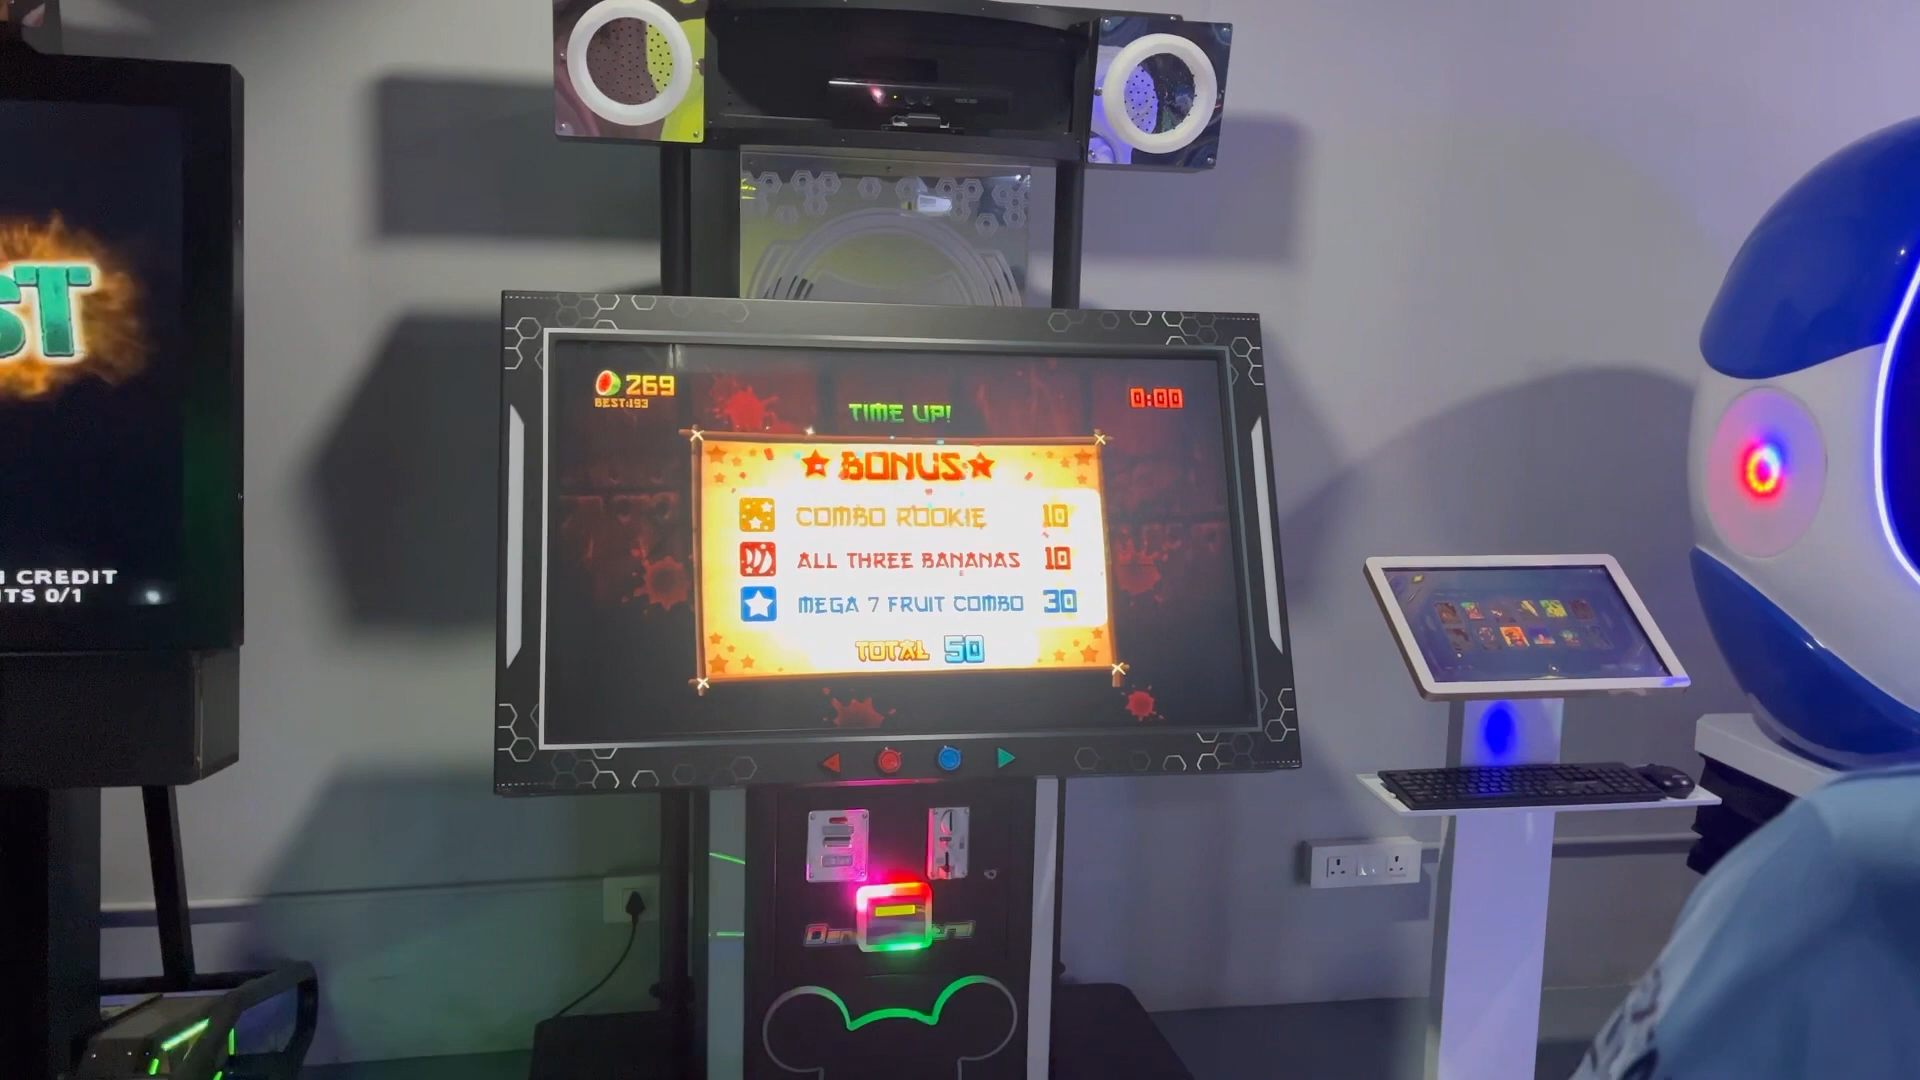 ST
CREDIT
ITS 0/1
269
BEST:193
TIME UP!
0:00
BONUS
COMBO ROOKIE 10
ALL THREE BANANAS 10
MEGA 7 FRUIT COMBO 30
TOTAL 50